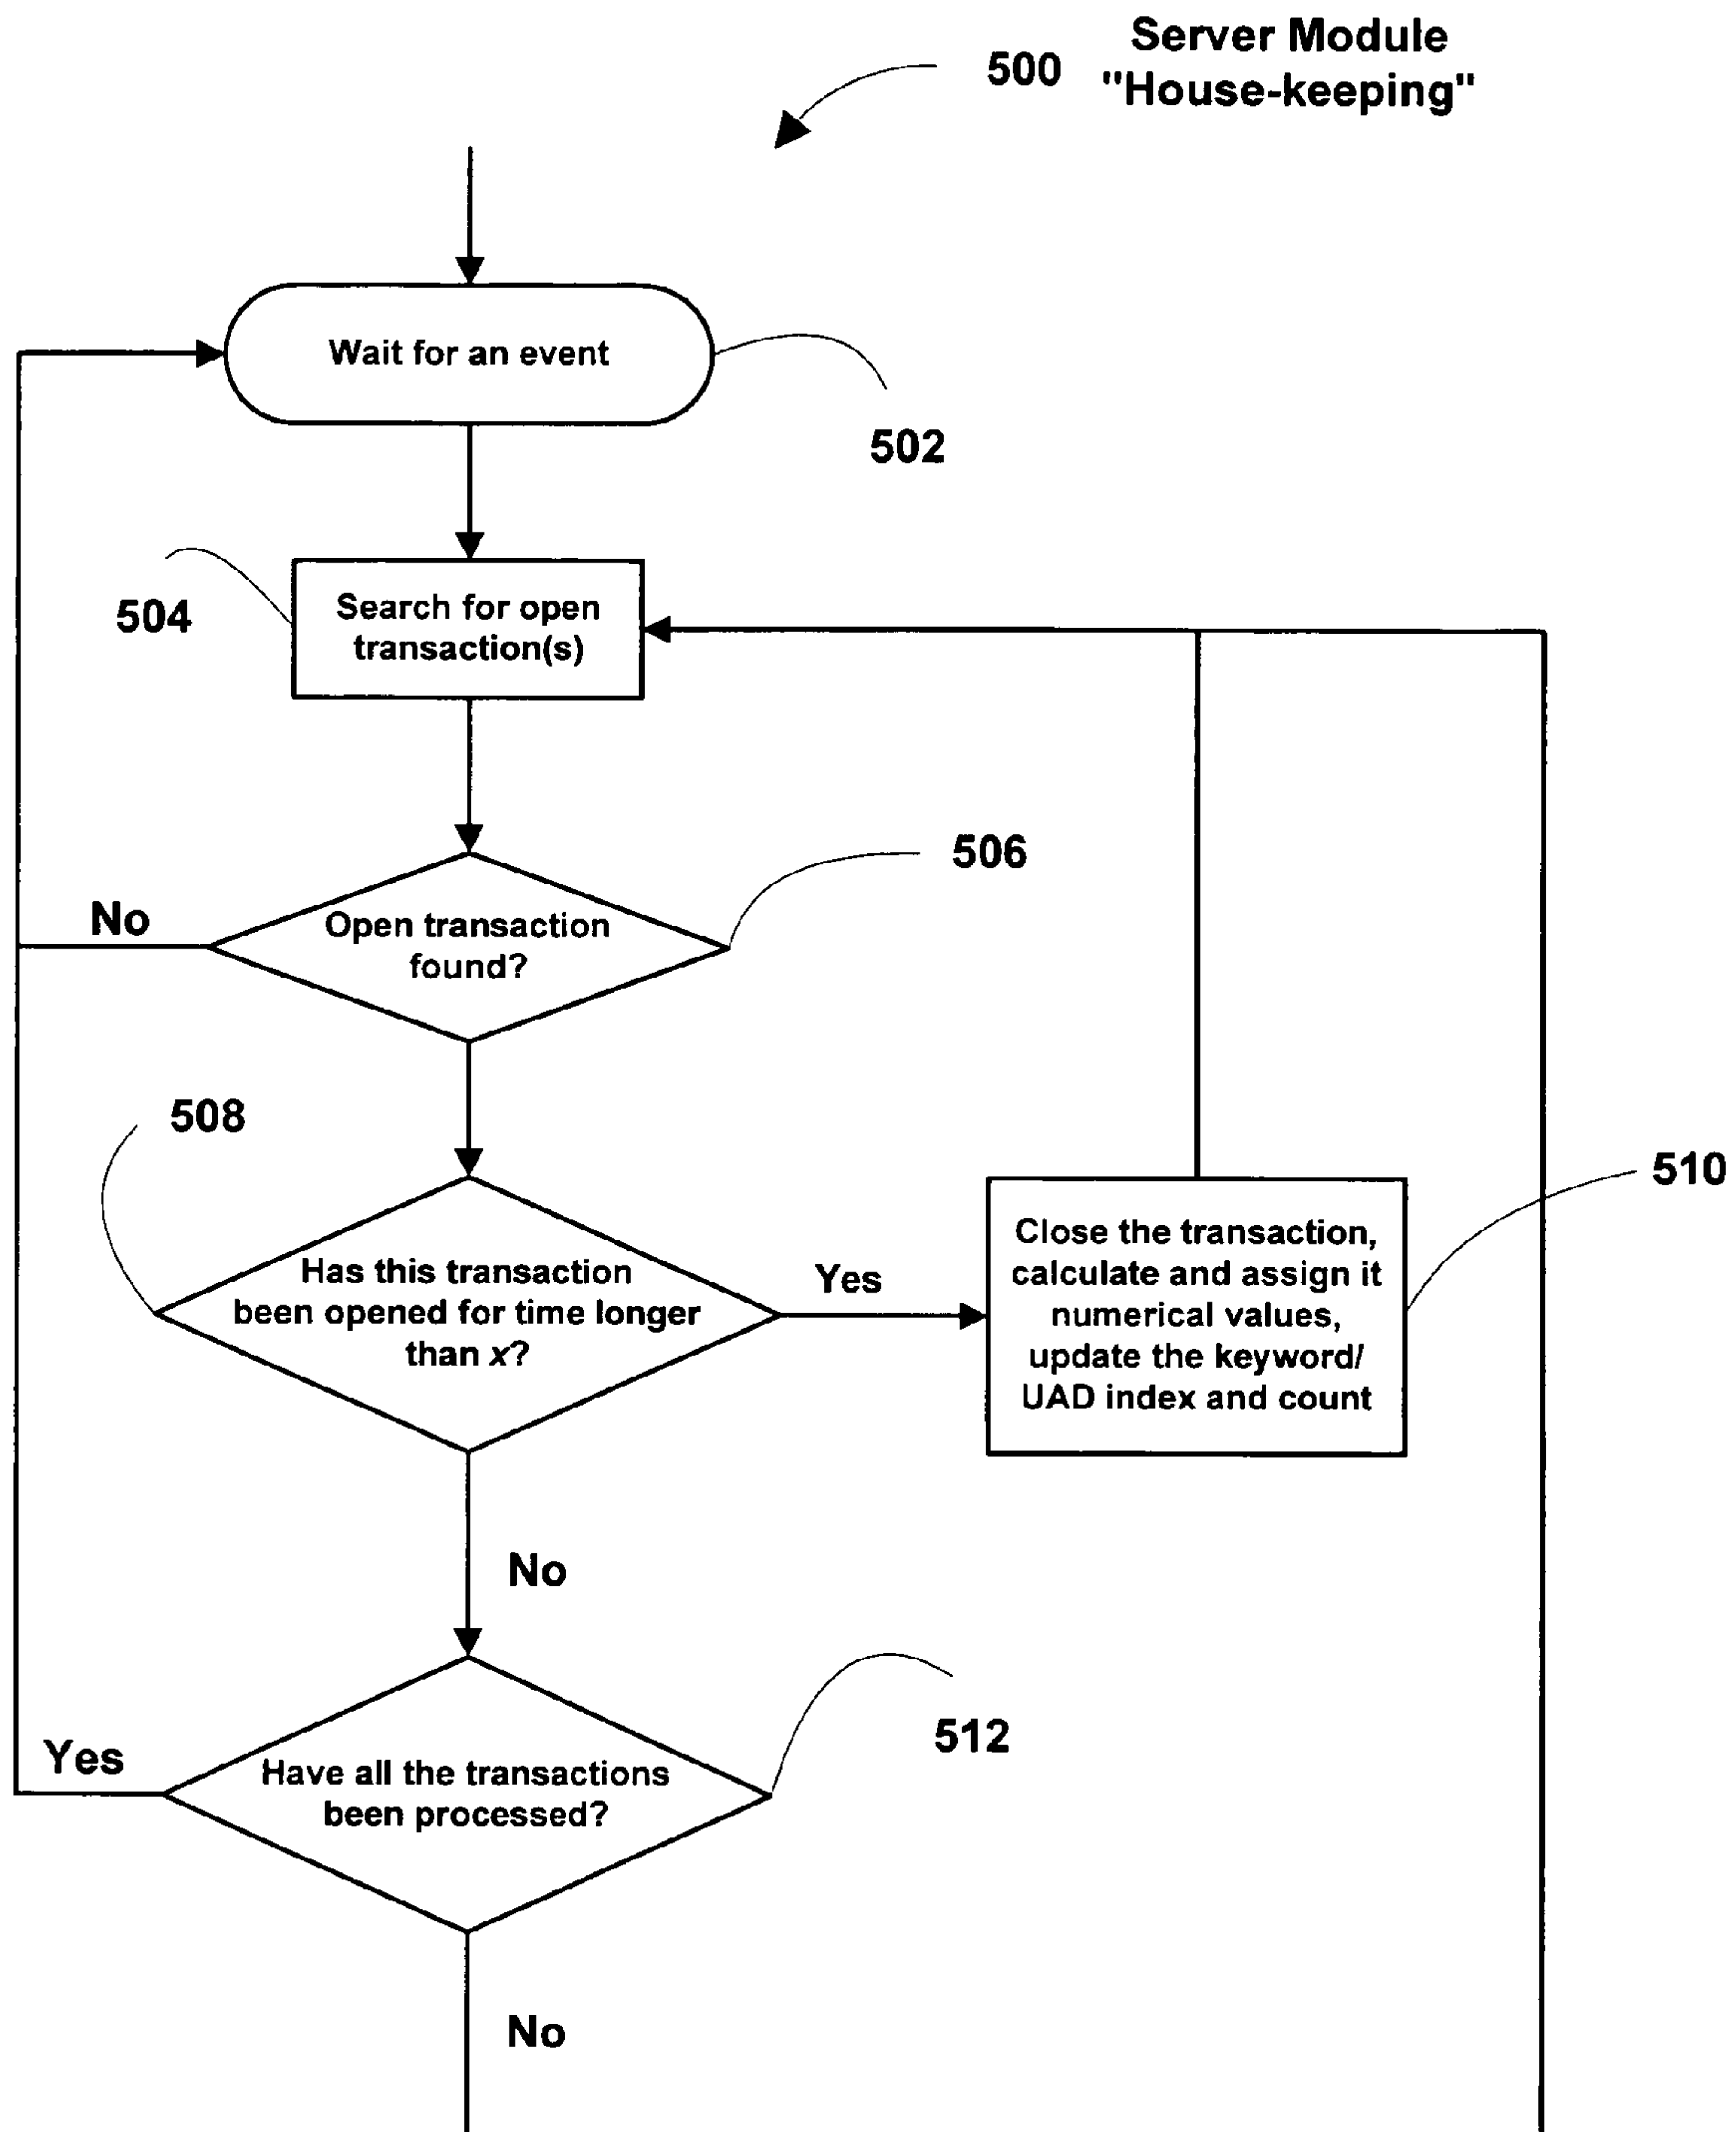 Server Module
500
"House-keeping"
Wait for an event
502
504
Search for open
transaction(s)
506
No
Open transaction
found?
508
510
Has this transaction
been opened for time longer
than x?
Yes
Close the transaction,
calculate and assign it
numerical values,
update the keyword/
UAD index and count
No
512
Yes
Have all the transactions
been processed?
No